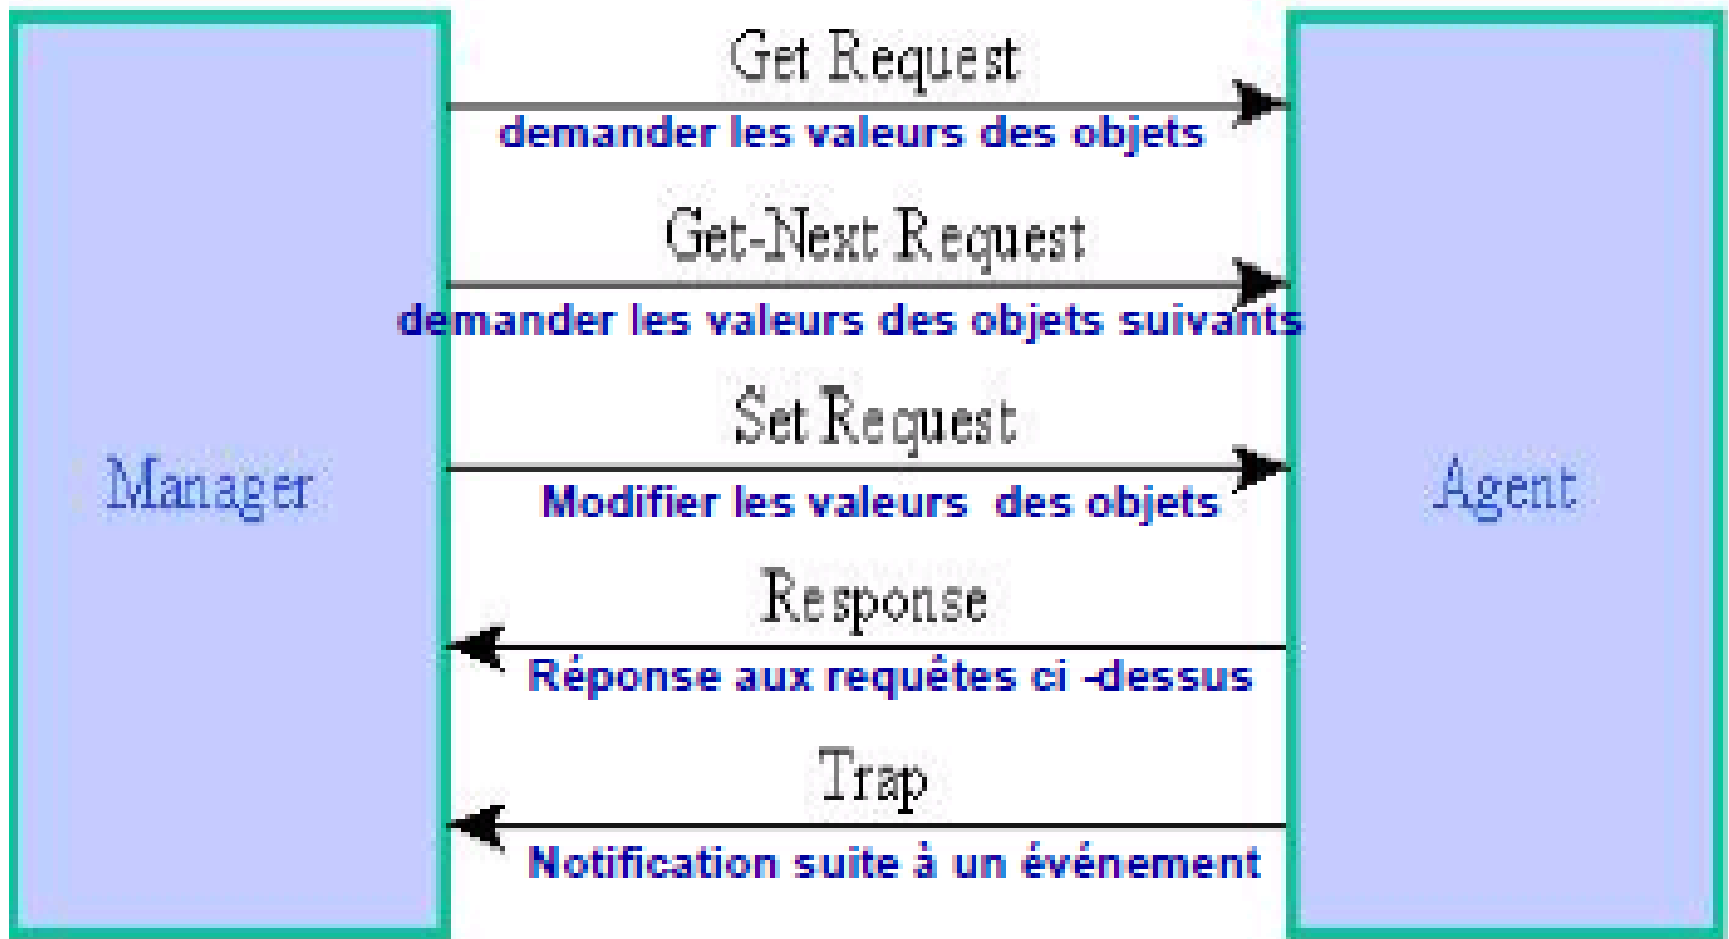 Get Request
demander les valeurs des objets
Get-Next Request
demander les valeurs des objets suivants
Set Request
Manager
Modifier les valeurs des objets
Agent
Response
Réponse aux requêtes ci -dessus
Trap
Notification suite à un événement